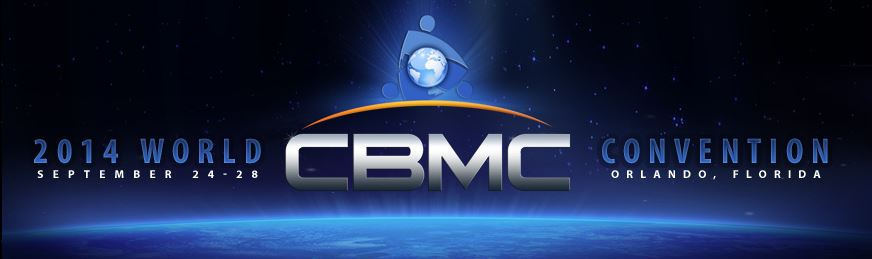 2014 WORLD CBMC CONVENTION
SEPTEMBER 24-28 ORLANDO, FLORIDA